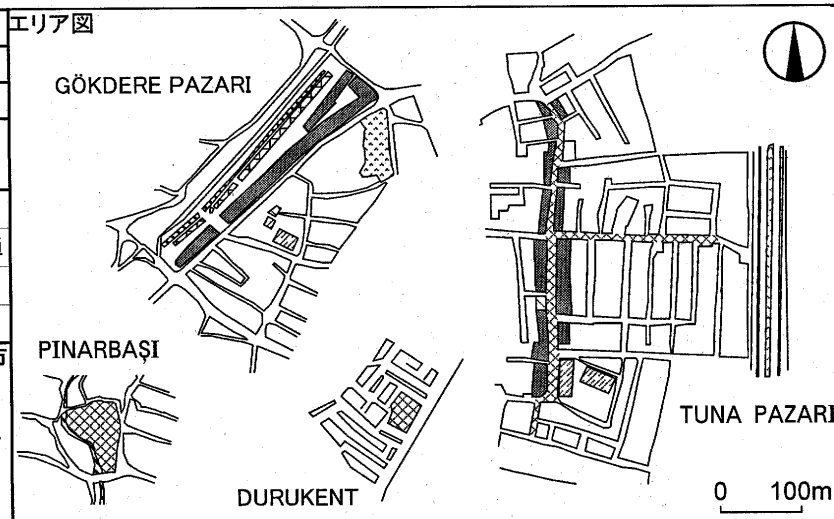 エリア図
GÖKDERE PAZARI
PINARBAŞI
DURUKENT
TUNA PAZARI
0 100m